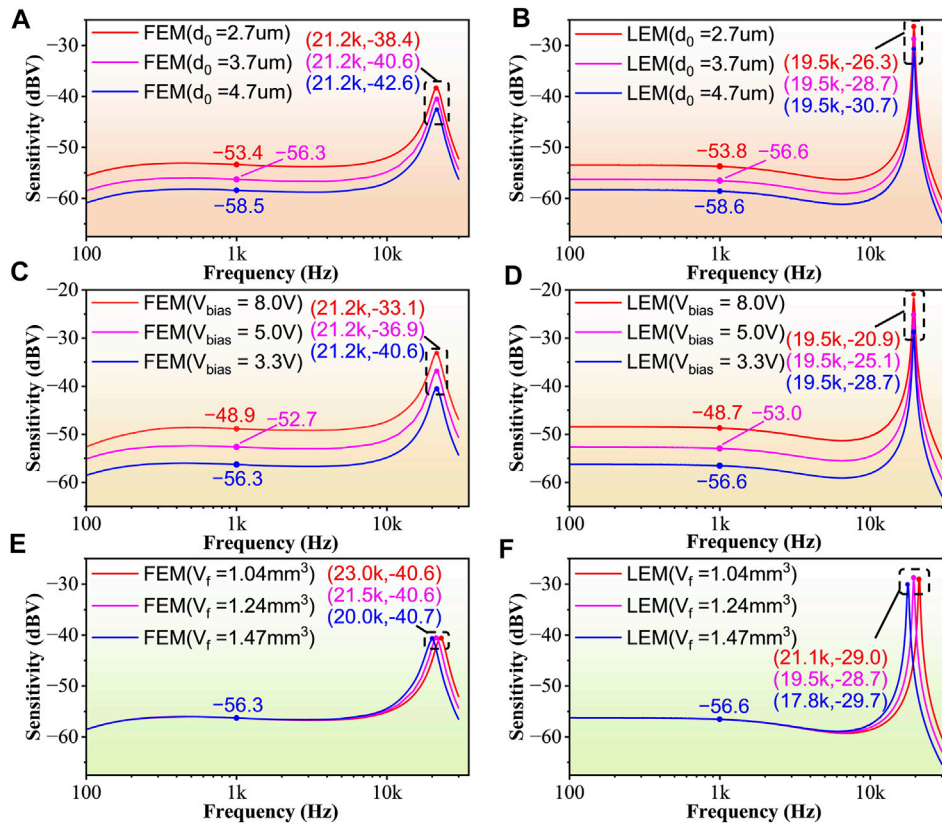 A
−30
−40
−50
−60
Sensitivity (dBV)
FEM(d0 =2.7um)
FEM(d0 =3.7um)
FEM(d0 =4.7um)
(21.2k,-38.4)
(21.2k,-40.6)
(21.2k,-42.6)
−53.4
−56.3
−58.5
100
1k
10k
Frequency (Hz)
B
−30
−40
−50
−60
Sensitivity (dBV)
LEM(d0 =2.7um)
LEM(d0 =3.7um)
LEM(d0 =4.7um)
(19.5k,-26.3)
(19.5k,-28.7)
(19.5k,-30.7)
−53.8
−56.6
−58.6
100
1k
10k
Frequency (Hz)
C
−20
−30
−40
−50
−60
Sensitivity (dBV)
FEM(Vbias = 8.0V)
FEM(Vbias = 5.0V)
FEM(Vbias = 3.3V)
(21.2k,-33.1)
(21.2k,-36.9)
(21.2k,-40.6)
−48.9
−52.7
−56.3
100
1k
10k
Frequency (Hz)
D
−20
−30
−40
−50
−60
Sensitivity (dBV)
LEM(Vbias = 8.0V)
LEM(Vbias = 5.0V)
LEM(Vbias = 3.3V)
(19.5k,-20.9)
(19.5k,-25.1)
(19.5k,-28.7)
−48.7
−53.0
−56.6
100
1k
10k
Frequency (Hz)
E
−30
−40
−50
−60
Sensitivity (dBV)
FEM(Vf =1.04mm³)
FEM(Vf =1.24mm³)
FEM(Vf =1.47mm³)
(23.0k,-40.6)
(21.5k,-40.6)
(20.0k,-40.7)
−56.3
100
1k
10k
Frequency (Hz)
F
−30
−40
−50
−60
Sensitivity (dBV)
LEM(Vf =1.04mm³)
LEM(Vf =1.24mm³)
LEM(Vf =1.47mm³)
(21.1k,-29.0)
(19.5k,-28.7)
(17.8k,-29.7)
−56.6
100
1k
10k
Frequency (Hz)